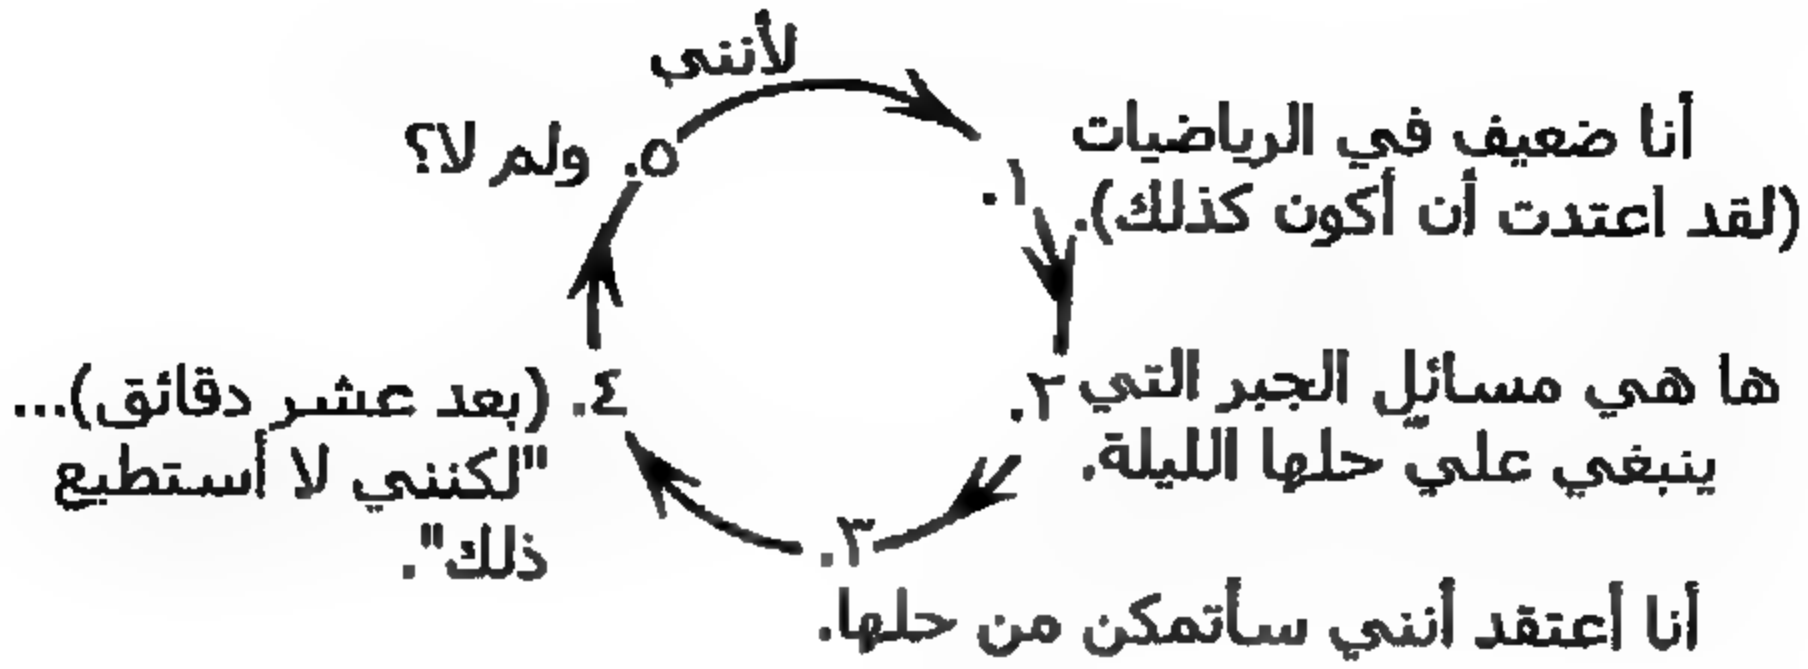 لأنني
١. أنا ضعيف في الرياضيات
(لقد اعتدت أن أكون كذلك).
٢. ها هي مسائل الجبر التي
ينبغي عليّ حلها الليلة.
٣.
أنا أعتقد أنني سأتمكن من حلها.
٤. (بعد عشر دقائق)...
"لكنني لا أستطيع
ذلك".
٥. ولم لا؟